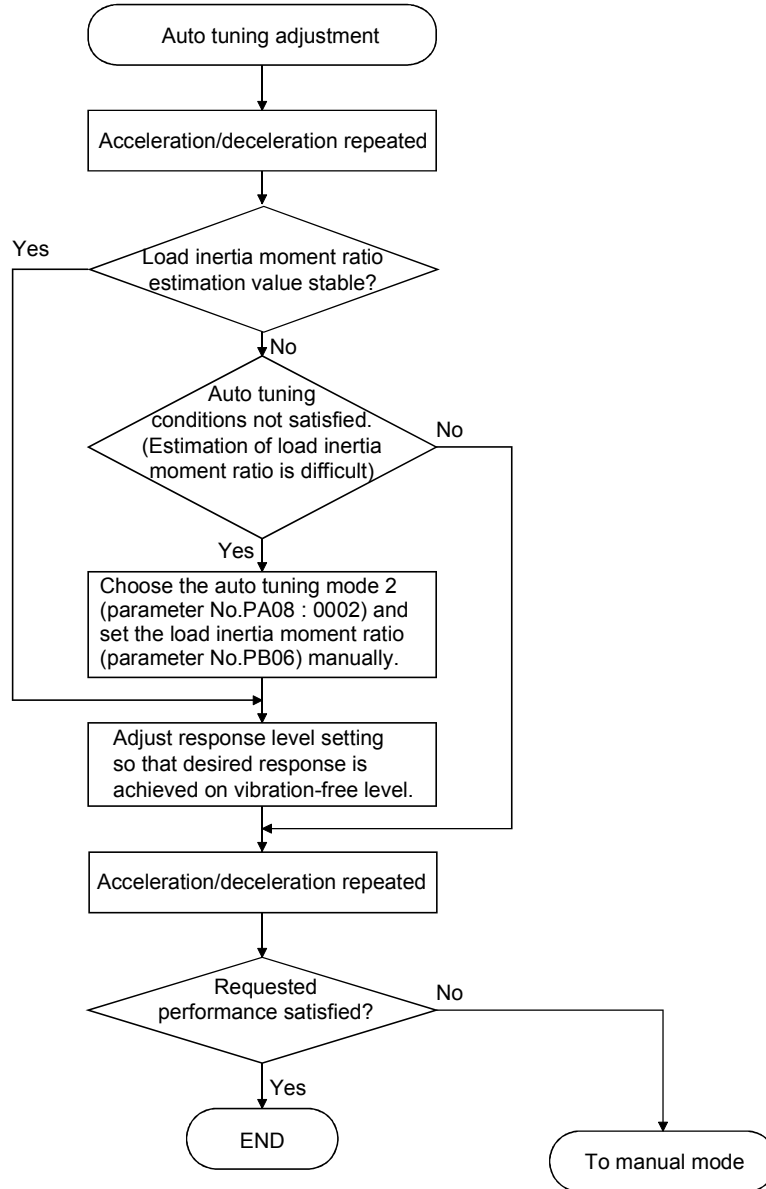 Auto tuning adjustment
Acceleration/deceleration repeated
Yes
Load inertia moment ratio
estimation value stable?
No
Auto tuning
conditions not satisfied.
(Estimation of load inertia
moment ratio is difficult)
No
Yes
Choose the auto tuning mode 2
(parameter No.PA08 : 0002) and
set the load inertia moment ratio
(parameter No.PB06) manually.
Adjust response level setting
so that desired response is
achieved on vibration-free level.
Acceleration/deceleration repeated
Requested
performance satisfied?
No
Yes
END
To manual mode